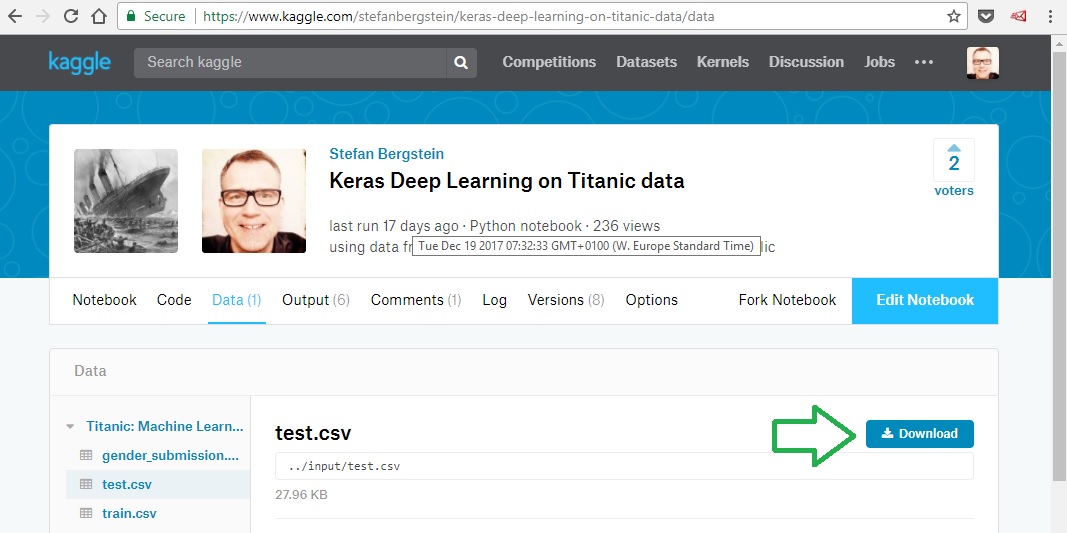 Secure https://www.kaggle.com/stefanbergstein/keras-deep-learning-on-titanic-data/data
kaggle Search kaggle Competitions Datasets Kernels Discussion Jobs
Stefan Bergstein
Keras Deep Learning on Titanic data
2
voters
last run 17 days ago · Python notebook · 236 views
using data fr Tue Dec 19 2017 07:32:33 GMT+0100 (W. Europe Standard Time) lic
Notebook Code Data (1) Output (6) Comments (1) Log Versions (8) Options Fork Notebook Edit Notebook
Data
Titanic: Machine Learn...
gender_submission....
test.csv
train.csv
test.csv
Download
../input/test.csv
27.96 KB